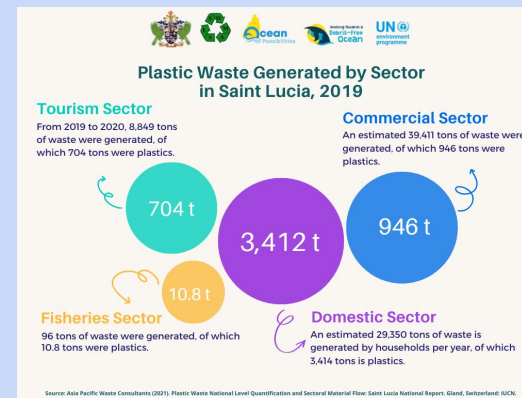 Ocean
of Possibilities
Working Towards a
Debris-Free
Ocean
UN
environment
programme
Plastic Waste Generated by Sector
in Saint Lucia, 2019
Tourism Sector
From 2019 to 2020, 8,849 tons
of waste were generated, of
which 704 tons were plastics.
Commercial Sector
An estimated 39,411 tons of waste were
generated, of which 946 tons were
plastics.
704 t
3,412 t
946 t
10.8 t
Fisheries Sector
96 tons of waste were generated, of which
10.8 tons were plastics.
Domestic Sector
An estimated 29,350 tons of waste is
generated by households per year, of which
3,414 tons is plastics.
Source: Asia Pacific Waste Consultants (2021). Plastic Waste National Level Quantification and Sectoral Material Flow: Saint Lucia National Report. Gland, Switzerland: IUCN.